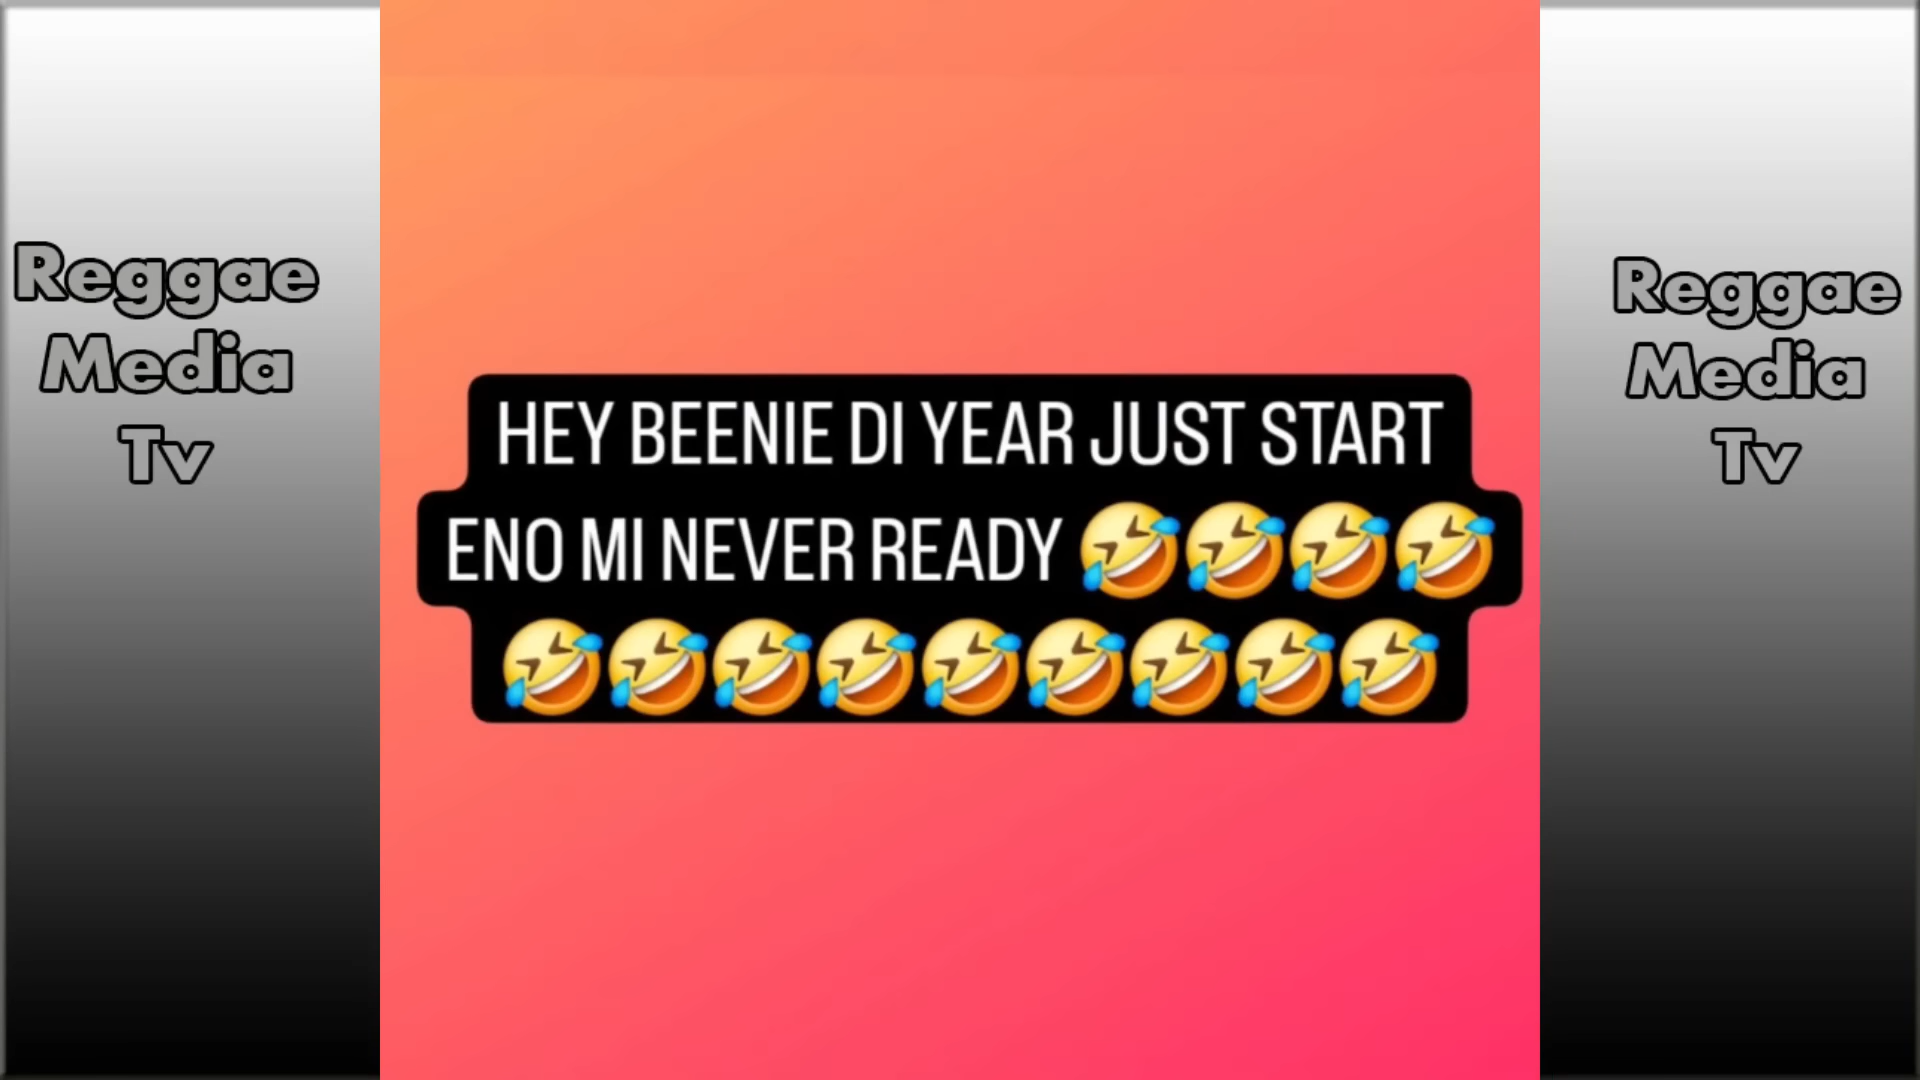 Reggae
Media
Tv
HEY BEENIE DI YEAR JUST START
ENO MI NEVER READY 🤣🤣🤣🤣
🤣🤣🤣🤣🤣🤣🤣🤣🤣
Reggae
Media
Tv